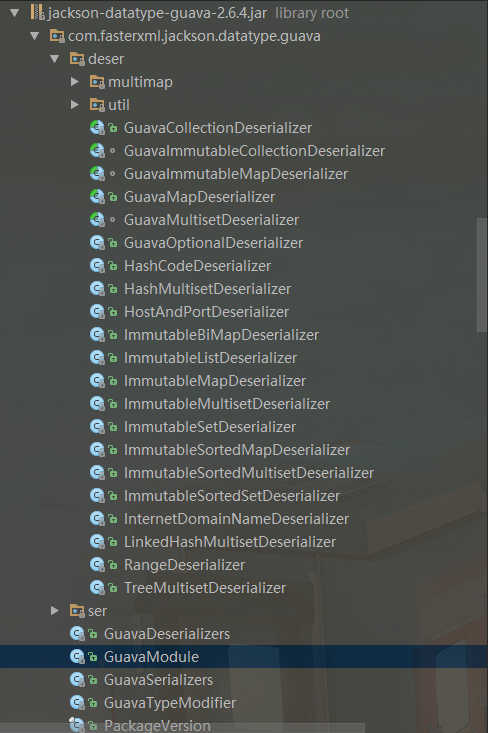 jackson-datatype-guava-2.6.4.jar library root
com.fasterxml.jackson.datatype.guava
deser
multimap
util
GuavaCollectionDeserializer
GuavaImmutableCollectionDeserializer
GuavaImmutableMapDeserializer
GuavaMapDeserializer
GuavaMultisetDeserializer
GuavaOptionalDeserializer
HashCodeDeserializer
HashMultisetDeserializer
HostAndPortDeserializer
ImmutableBiMapDeserializer
ImmutableListDeserializer
ImmutableMapDeserializer
ImmutableMultisetDeserializer
ImmutableSetDeserializer
ImmutableSortedMapDeserializer
ImmutableSortedMultisetDeserializer
ImmutableSortedSetDeserializer
InternetDomainNameDeserializer
LinkedHashMultisetDeserializer
RangeDeserializer
TreeMultisetDeserializer
ser
GuavaDeserializers
GuavaModule
GuavaSerializers
GuavaTypeModifier
PackageVersion